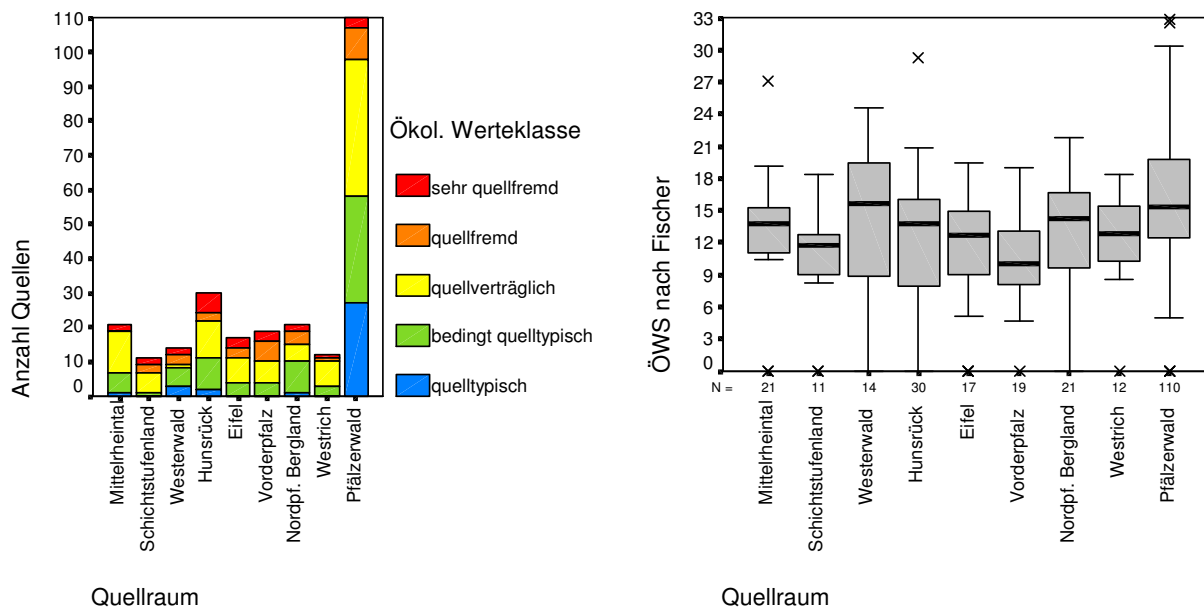 110
100
90
80
70
60
50
40
30
20
10
0
Anzahl Quellen
Mittelrheintal
Schichtstufenland
Westerwald
Hunsrück
Eifel
Vorderpfalz
Nordpf. Bergland
Westrich
Pfälzerwald
Quellraum
Ökol. Werteklasse
sehr quellfremd
quellfremd
quellverträglich
bedingt quelltypisch
quelltypisch
33
30
27
24
21
18
15
12
9
6
3
0
ÖWS nach Fischer
N = 21 11 14 30 17 19 21 12 110
Mittelrheintal
Schichtstufenland
Westerwald
Hunsrück
Eifel
Vorderpfalz
Nordpf. Bergland
Westrich
Pfälzerwald
Quellraum